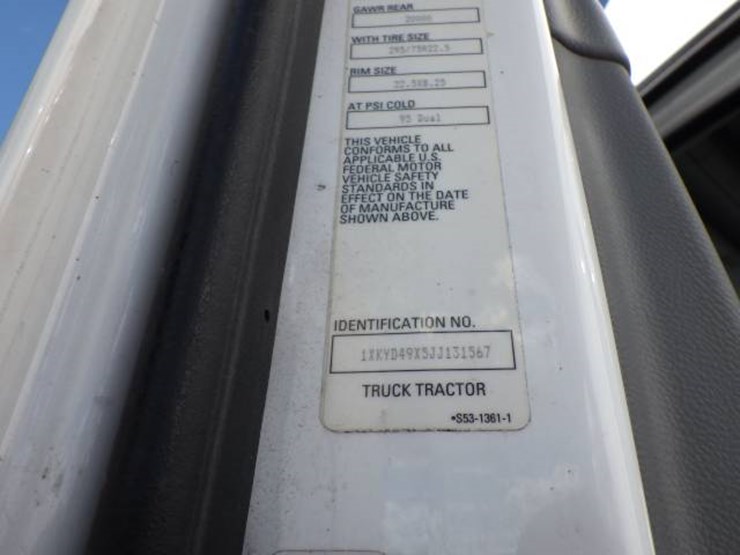 GAWR REAR
20000
WITH TIRE SIZE
295/75R22.5
RIM SIZE
22.5X8.25
AT PSI COLD
95 Dual
THIS VEHICLE
CONFORMS TO ALL
APPLICABLE U.S.
FEDERAL MOTOR
VEHICLE SAFETY
STANDARDS IN
EFFECT ON THE DATE
OF MANUFACTURE
SHOWN ABOVE.
IDENTIFICATION NO.
1XKYD49X5JJ131567
TRUCK TRACTOR
•S53-1361-1